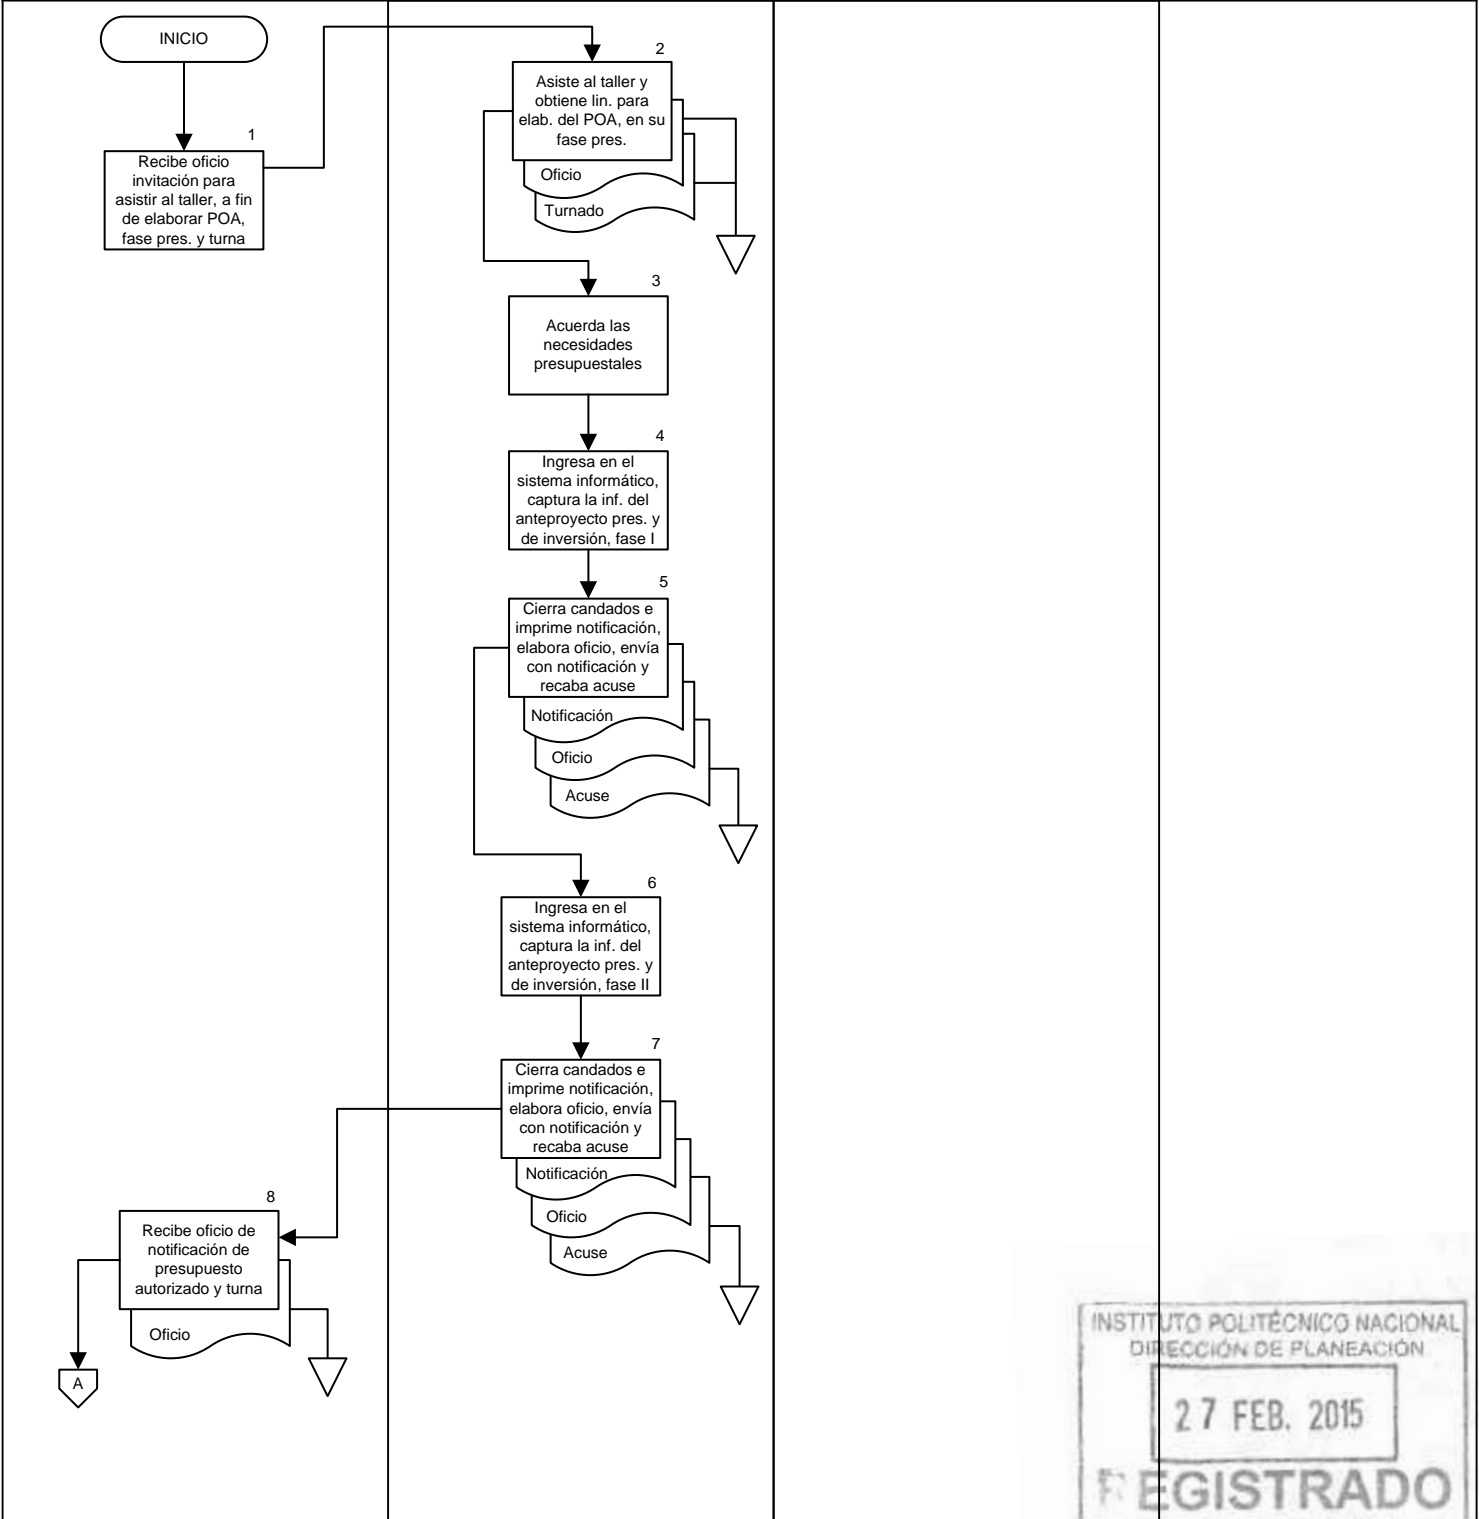 INICIO
1
Recibe oficio
invitación para
asistir al taller, a fin
de elaborar POA,
fase pres. y turna
2
Asiste al taller y
obtiene lin. para
elab. del POA, en su
fase pres.
Oficio
Turnado
3
Acuerda las
necesidades
presupuestales
4
Ingresa en el
sistema informático,
captura la inf. del
anteproyecto pres. y
de inversión, fase I
5
Cierra candados e
imprime notificación,
elabora oficio, envía
con notificación y
recaba acuse
Notificación
Oficio
Acuse
6
Ingresa en el
sistema informático,
captura la inf. del
anteproyecto pres. y
de inversión, fase II
7
Cierra candados e
imprime notificación,
elabora oficio, envía
con notificación y
recaba acuse
Notificación
Oficio
Acuse
8
Recibe oficio de
notificación de
presupuesto
autorizado y turna
Oficio
A
INSTITUTO POLITÉCNICO NACIONAL
DIRECCIÓN DE PLANEACIÓN
27 FEB. 2015
REGISTRADO